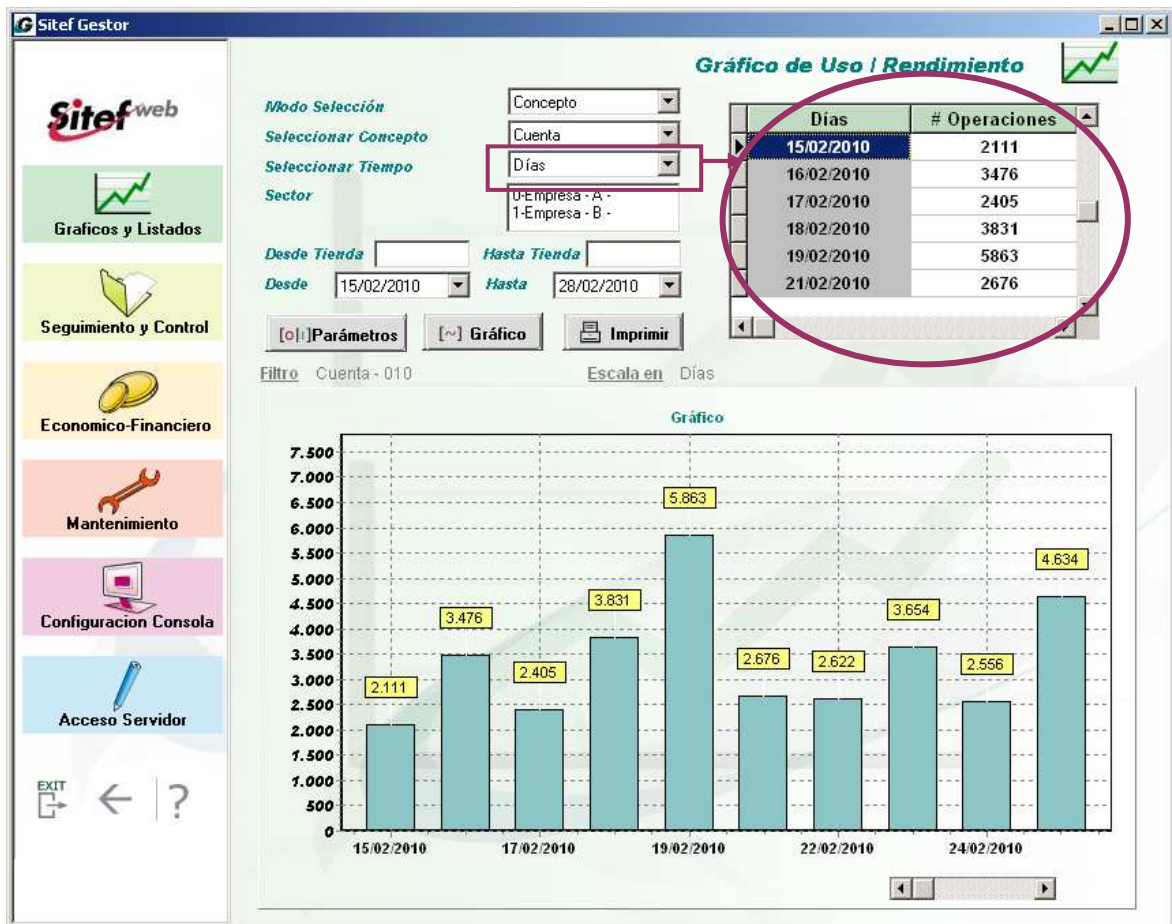 Sitef Gestor
Sitef web
Graficos y Listados
Seguimiento y Control
Economico-Financiero
Mantenimiento
Configuracion Consola
Acceso Servidor
EXIT
?
Gráfico de Uso / Rendimiento
Modo Selección Concepto
Seleccionar Concepto Cuenta
Seleccionar Tiempo Días
Sector 0-Empresa - A -
1-Empresa - B -
Desde Tienda Hasta Tienda
Desde 15/02/2010 Hasta 28/02/2010
[o|ı]Parámetros [~] Gráfico Imprimir
Días # Operaciones
15/02/2010 2111
16/02/2010 3476
17/02/2010 2405
18/02/2010 3831
19/02/2010 5863
21/02/2010 2676
Filtro Cuenta - 010 Escala en Días
Gráfico
7.500
7.000
6.500
6.000
5.500
5.000
4.500
4.000
3.500
3.000
2.500
2.000
1.500
1.000
500
0
2.111
3.476
2.405
3.831
5.863
2.676
2.622
3.654
2.556
4.634
15/02/2010 17/02/2010 19/02/2010 22/02/2010 24/02/2010